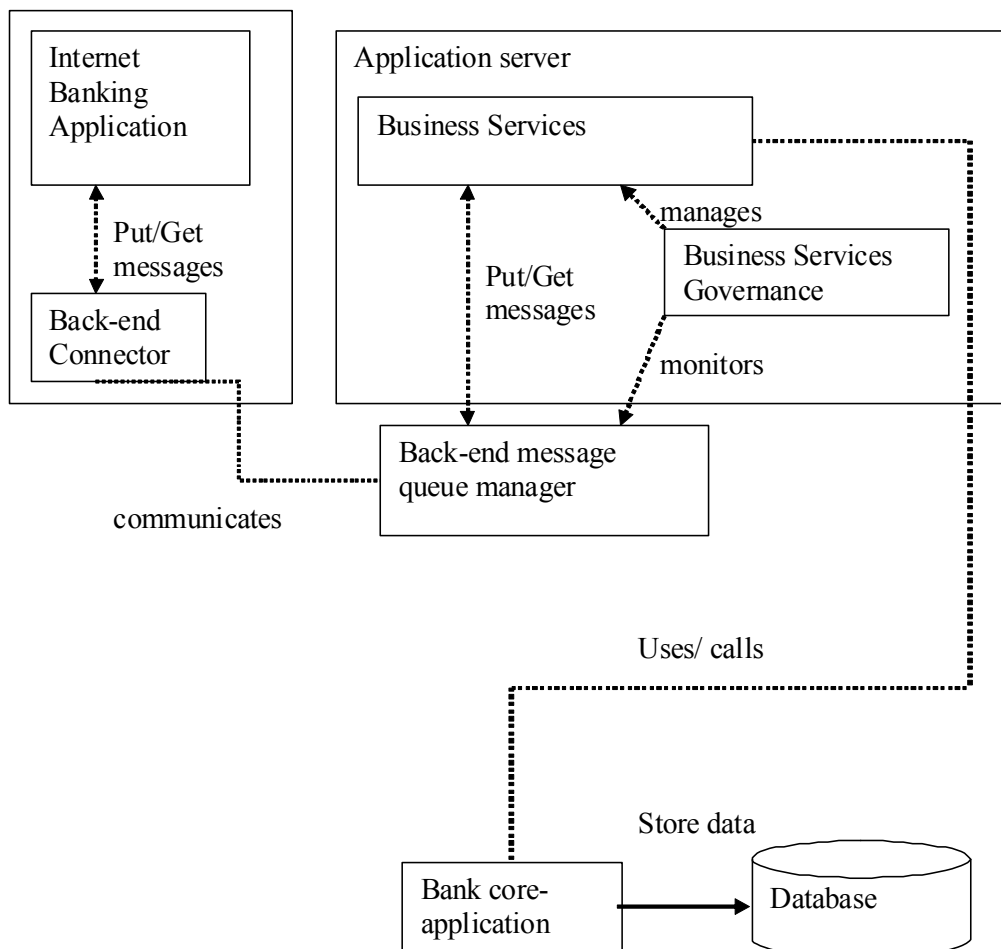 Internet
Banking
Application
Put/Get
messages
Back-end
Connector
communicates
Application server
Business Services
manages
Business Services
Governance
Put/Get
messages
monitors
Back-end message
queue manager
Uses/ calls
Store data
Bank core-
application
Database